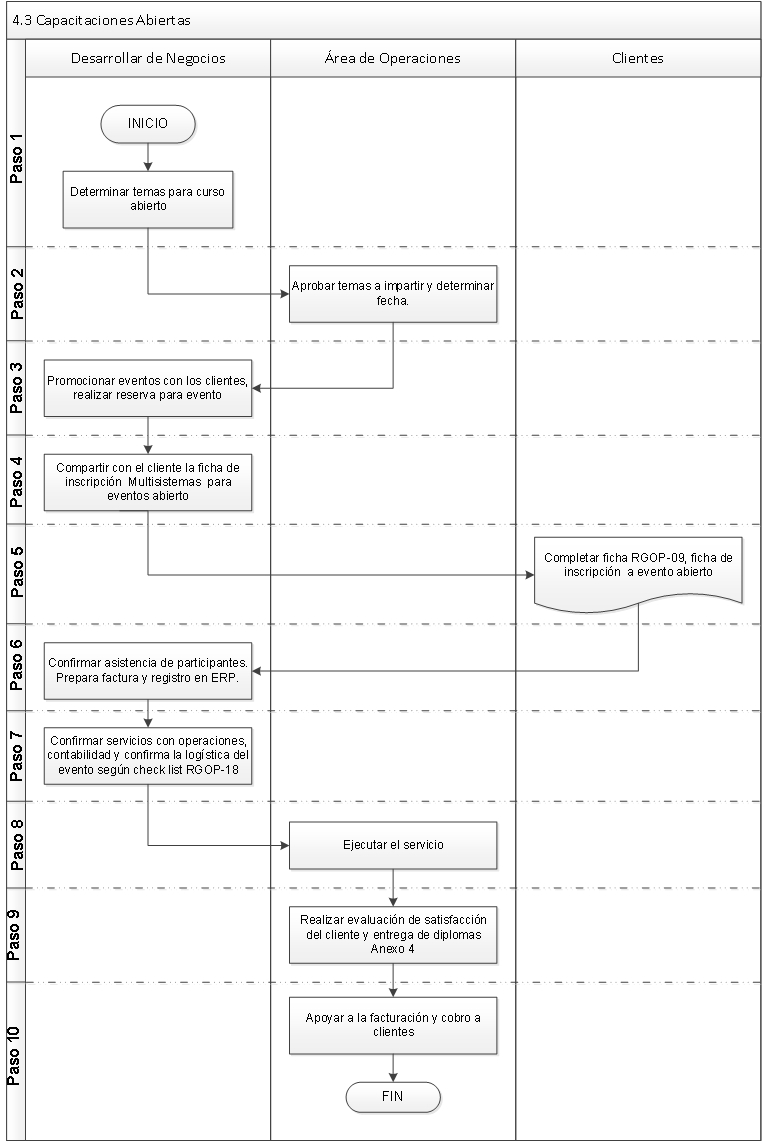 4.3 Capacitaciones Abiertas
Desarrollar de Negocios
Área de Operaciones
Clientes
Paso 1
INICIO
Determinar temas para curso
abierto
Paso 2
Aprobar temas a impartir y determinar
fecha.
Paso 3
Promocionar eventos con los clientes,
realizar reserva para evento
Paso 4
Compartir con el cliente la ficha de
inscripción Multisistemas para
eventos abierto
Paso 5
Completar ficha RGOP-09, ficha de
inscripción a evento abierto
Paso 6
Confirmar asistencia de participantes.
Prepara factura y registro en ERP.
Paso 7
Confirmar servicios con operaciones,
contabilidad y confirma la logística del
evento según check list RGOP-18
Paso 8
Ejecutar el servicio
Paso 9
Realizar evaluación de satisfacción
del cliente y entrega de diplomas
Anexo 4
Paso 10
Apoyar a la facturación y cobro a
clientes
FIN